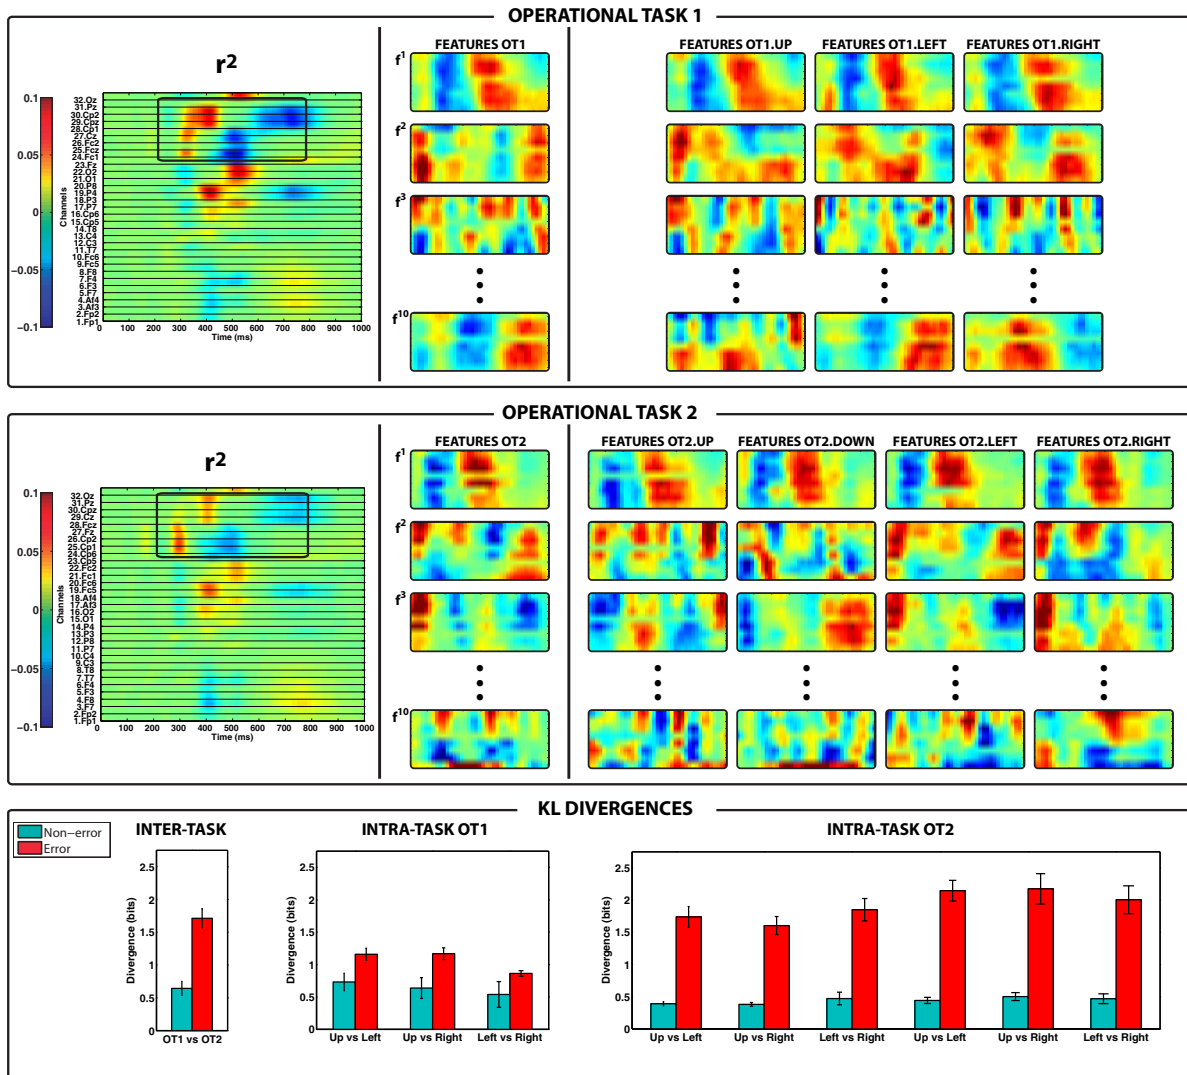 OPERATIONAL TASK 1
r2
0.1
0.05
0
−0.05
−0.1
Channels
32.Oz
31.Pz
30.Cp2
29.Cpz
28.Cp1
27.Cz
26.Fc2
25.Fcz
24.Fc1
23.Fz
22.O2
21.O1
20.P8
19.P4
18.P3
17.P7
16.Cp6
15.Cp5
14.T8
13.C4
12.C3
11.T7
10.Fc6
9.Fc5
8.F8
7.F4
6.F3
5.F7
4.Af4
3.Af3
2.Fp2
1.Fp1
0 100 200 300 400 500 600 700 800 900 1000
Time (ms)
FEATURES OT1
f1
f2
f3
f10
FEATURES OT1.UP
FEATURES OT1.LEFT
FEATURES OT1.RIGHT
OPERATIONAL TASK 2
r2
0.1
0.05
0
−0.05
−0.1
Channels
32.Oz
31.Pz
30.Cpz
29.Cz
28.Fcz
27.Fz
26.Cp2
25.Cp1
24.Cp6
23.Cp5
22.Fc2
21.Fc1
20.Fc6
19.Fc5
18.Af4
17.Af3
16.O2
15.O1
14.P4
13.P3
12.P8
11.P7
10.C4
9.C3
8.T8
7.T7
6.F4
5.F3
4.F8
3.F7
2.Fp2
1.Fp1
0 100 200 300 400 500 600 700 800 900 1000
Time (ms)
FEATURES OT2
f1
f2
f3
f10
FEATURES OT2.UP
FEATURES OT2.DOWN
FEATURES OT2.LEFT
FEATURES OT2.RIGHT
KL DIVERGENCES
Non−error
Error
INTER-TASK
Divergence (bits)
2.5
2
1.5
1
0.5
0
OT1 vs OT2
INTRA-TASK OT1
Divergence (bits)
2.5
2
1.5
1
0.5
0
Up vs Left
Up vs Right
Left vs Right
INTRA-TASK OT2
Divergence (bits)
2.5
2
1.5
1
0.5
0
Up vs Left
Up vs Right
Left vs Right
Up vs Left
Up vs Right
Left vs Right